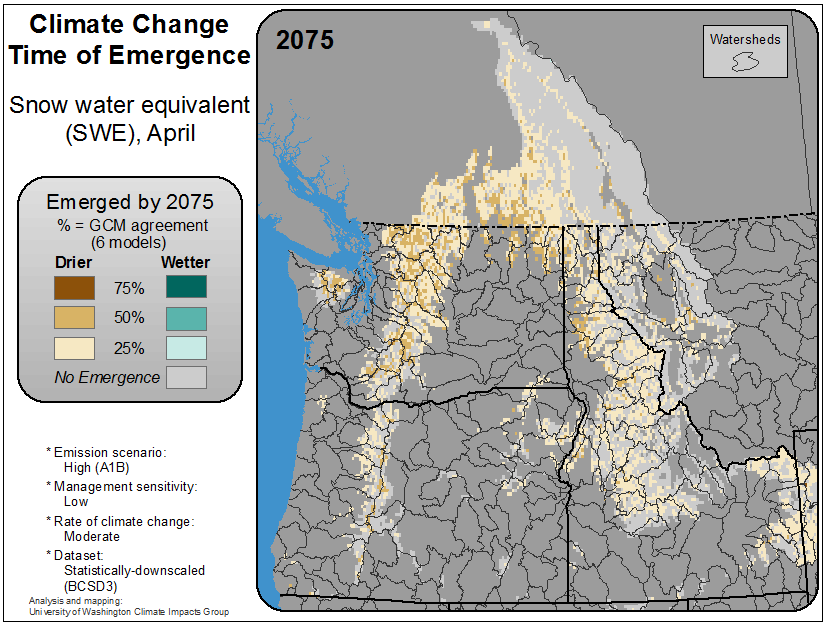 Climate Change
Time of Emergence
Snow water equivalent
(SWE), April
Emerged by 2075
% = GCM agreement
(6 models)
Drier Wetter
75%
50%
25%
No Emergence
* Emission scenario:
High (A1B)
* Management sensitivity:
Low
* Rate of climate change:
Moderate
* Dataset:
Statistically-downscaled
(BCSD3)
Analysis and mapping:
University of Washington Climate Impacts Group
2075
Watersheds